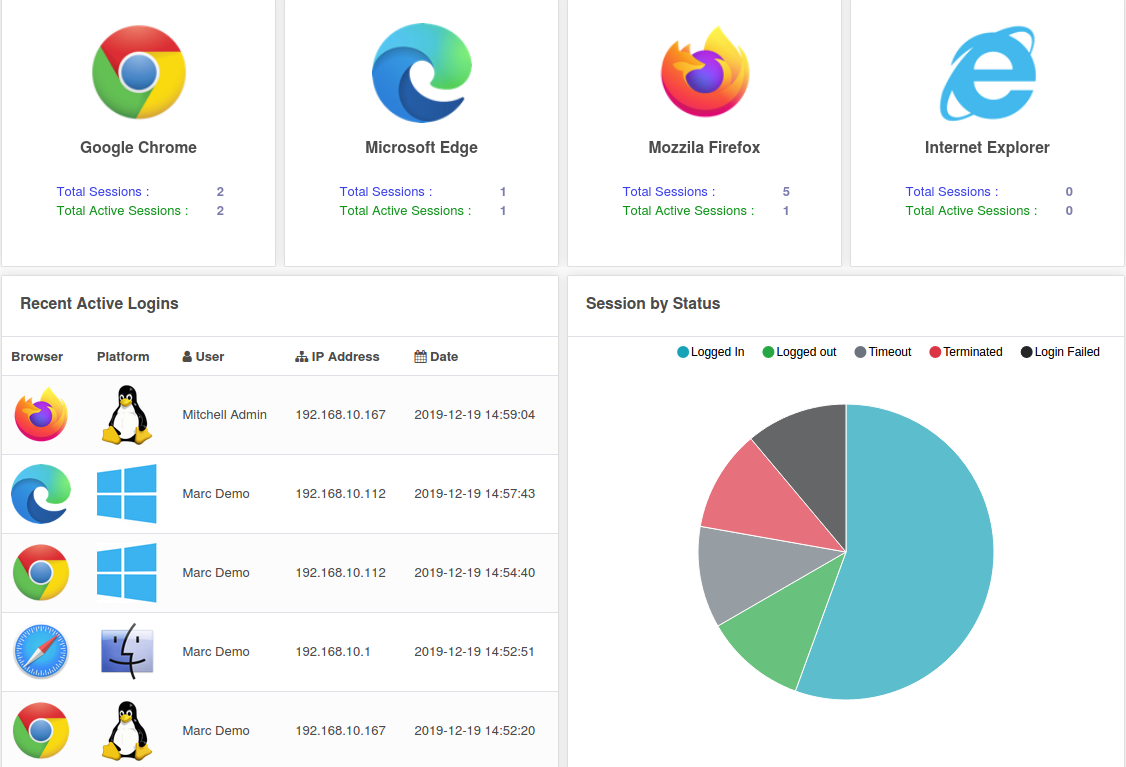 Google Chrome
Total Sessions : 2
Total Active Sessions : 2
Microsoft Edge
Total Sessions : 1
Total Active Sessions : 1
Mozzila Firefox
Total Sessions : 5
Total Active Sessions : 1
Internet Explorer
Total Sessions : 0
Total Active Sessions : 0
Recent Active Logins
Browser Platform User IP Address Date
Mitchell Admin 192.168.10.167 2019-12-19 14:59:04
Marc Demo 192.168.10.112 2019-12-19 14:57:43
Marc Demo 192.168.10.112 2019-12-19 14:54:40
Marc Demo 192.168.10.1 2019-12-19 14:52:51
Marc Demo 192.168.10.167 2019-12-19 14:52:20
Session by Status
Logged In Logged out Timeout Terminated Login Failed